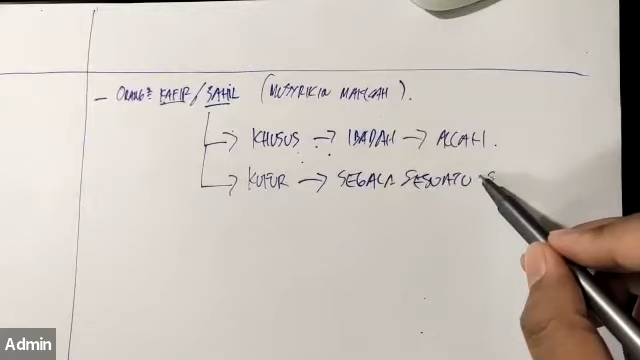 - ORANG² KAFIR / JAHIL (MUSYRIKIN MAKKAH).
→ KHUSUS → IBADAH → ALLAH.
→ KUFUR → SEGALA SESUATU S
Admin